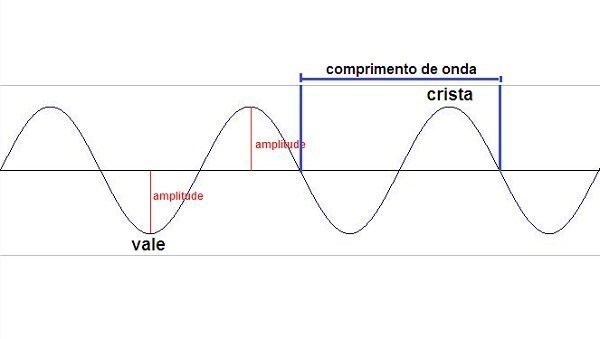 comprimento de onda
crista
amplitude
amplitude
vale